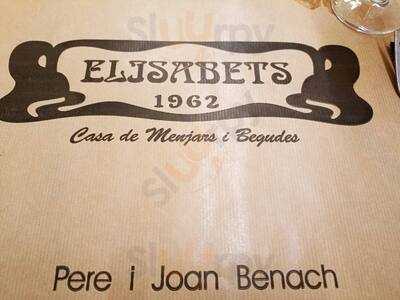 ELISABETS
1962
Casa de Menjars i Begudes
Pere i Joan Benach